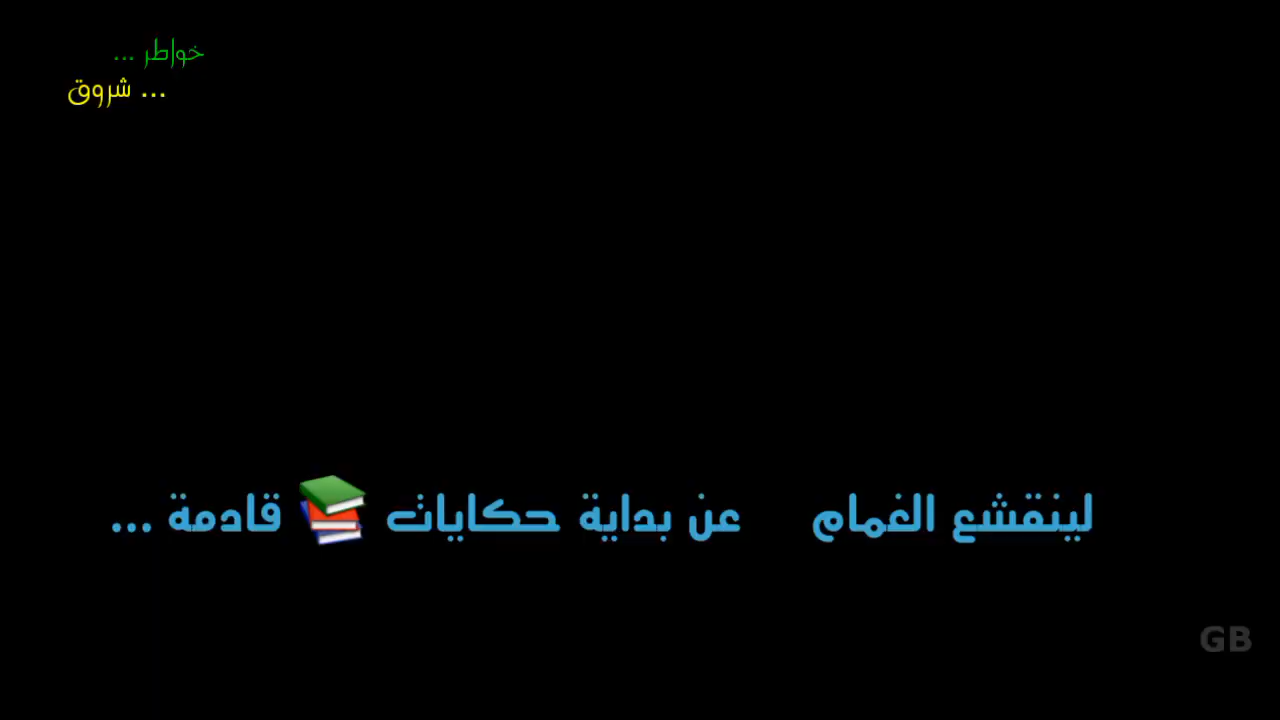 خواطر ...
... شروق
لينقشع الغمام عن بداية حكايات 📚 قادمة ...
GB